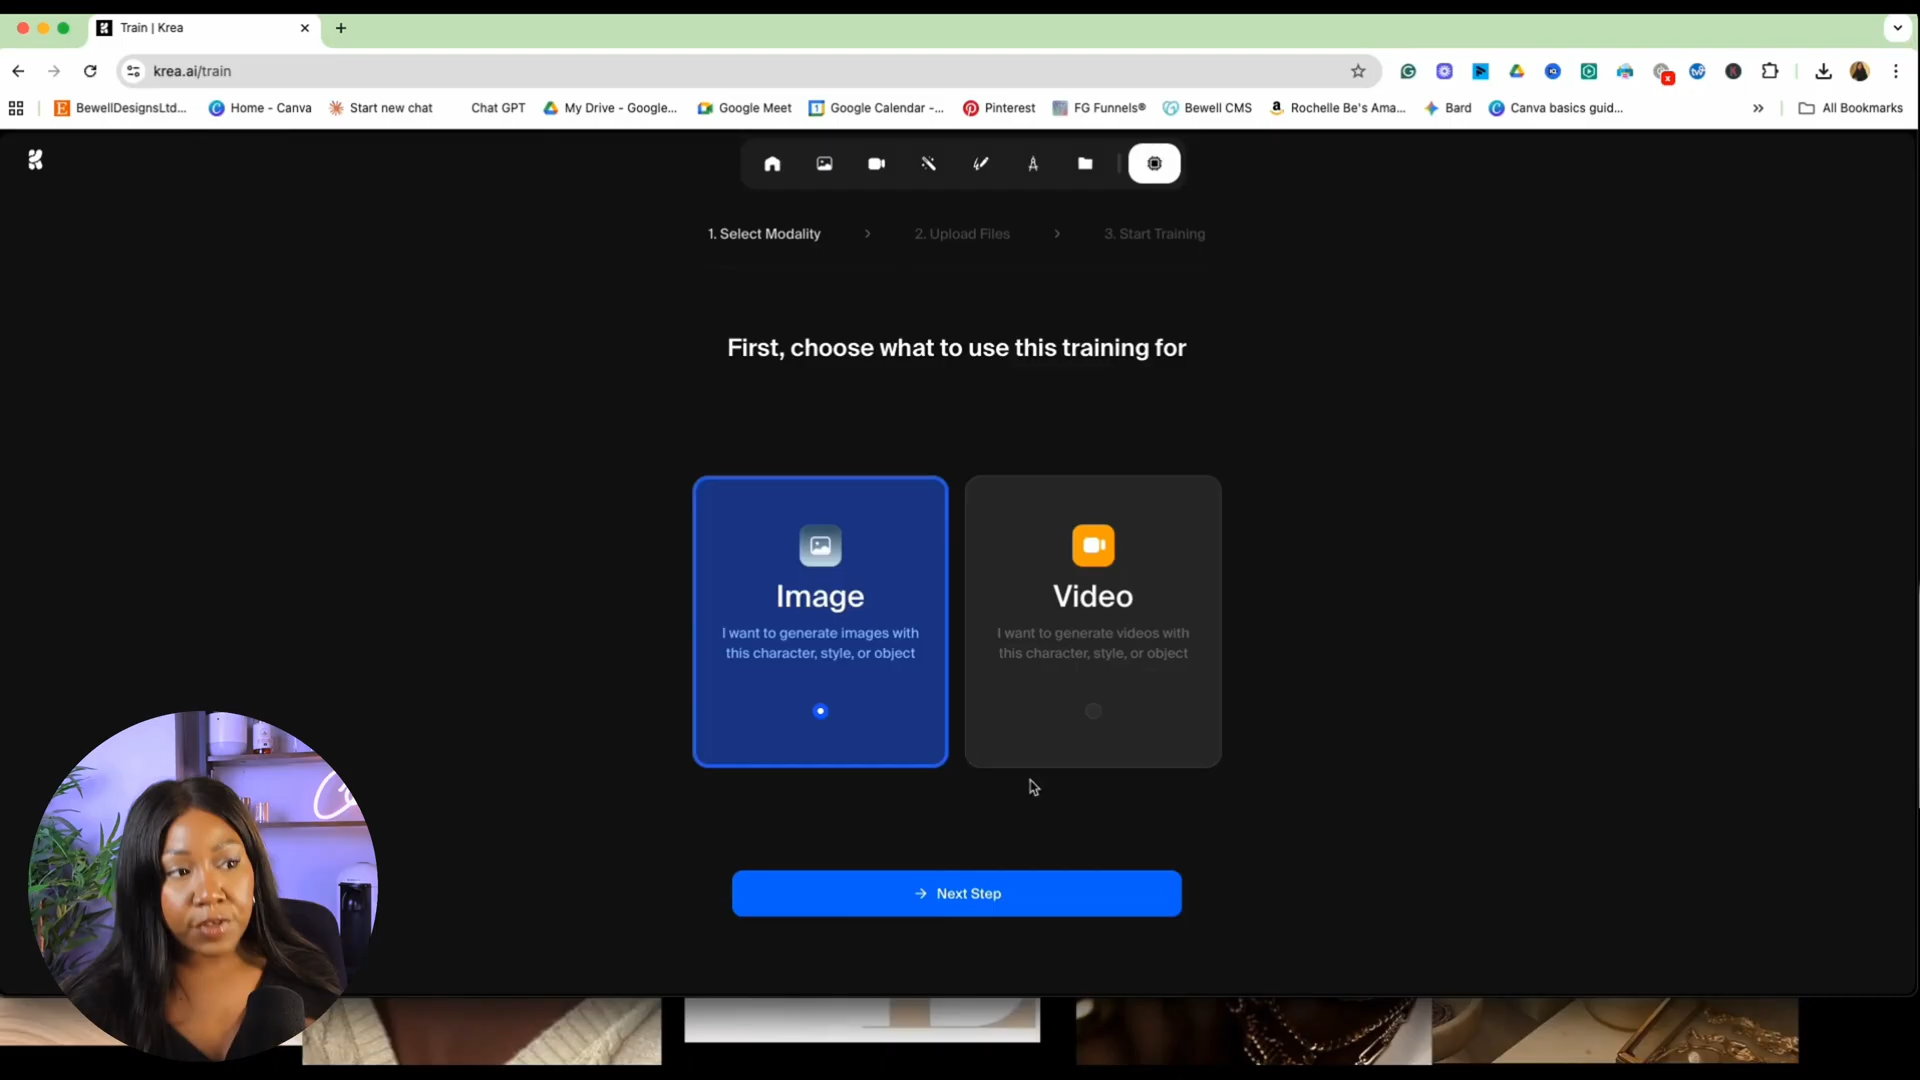 Train | Krea
krea.ai/train
BewellDesignsLtd...
Home - Canva
Start new chat
Chat GPT
My Drive - Google...
Google Meet
Google Calendar -...
Pinterest
FG Funnels®
Bewell CMS
Rochelle Be's Ama...
Bard
Canva basics guid...
All Bookmarks
1. Select Modality
2. Upload Files
3. Start Training
First, choose what to use this training for
Image
I want to generate images with
this character, style, or object
Video
I want to generate videos with
this character, style, or object
Next Step